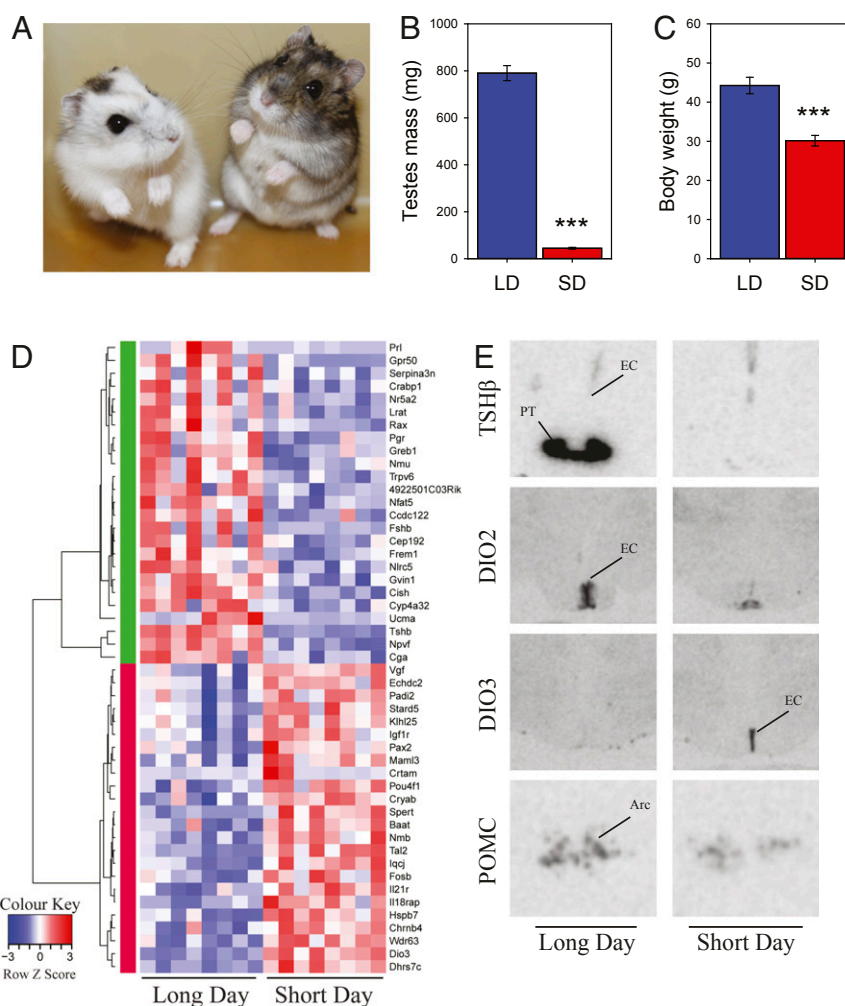 A
B
Testes mass (mg)
1000
800
600
400
200
0
***
LD
SD
C
Body weight (g)
60
50
40
30
20
10
0
***
LD
SD
D
Prl
Gpr50
Serpina3n
Crabp1
Nr5a2
Lrat
Rax
Pgr
Greb1
Nmu
Trpv6
4922501C03Rik
Nfat5
Ccdc122
Fshb
Cep192
Frem1
Nlrc5
Gvin1
Cish
Cyp4a32
Ucma
Tshb
Npvf
Cga
Vgf
Echdc2
Padi2
Stard5
Klhl25
Igf1r
Pax2
Maml3
Crtam
Pou4f1
Cryab
Spert
Baat
Nmb
Tal2
Iqcj
Fosb
Il21r
Il18rap
Hspb7
Chrnb4
Wdr63
Dio3
Dhrs7c
Colour Key
−3 0 3
Row Z Score
Long Day
Short Day
E
TSHβ
EC
PT
DIO2
EC
DIO3
EC
POMC
Arc
Long Day
Short Day